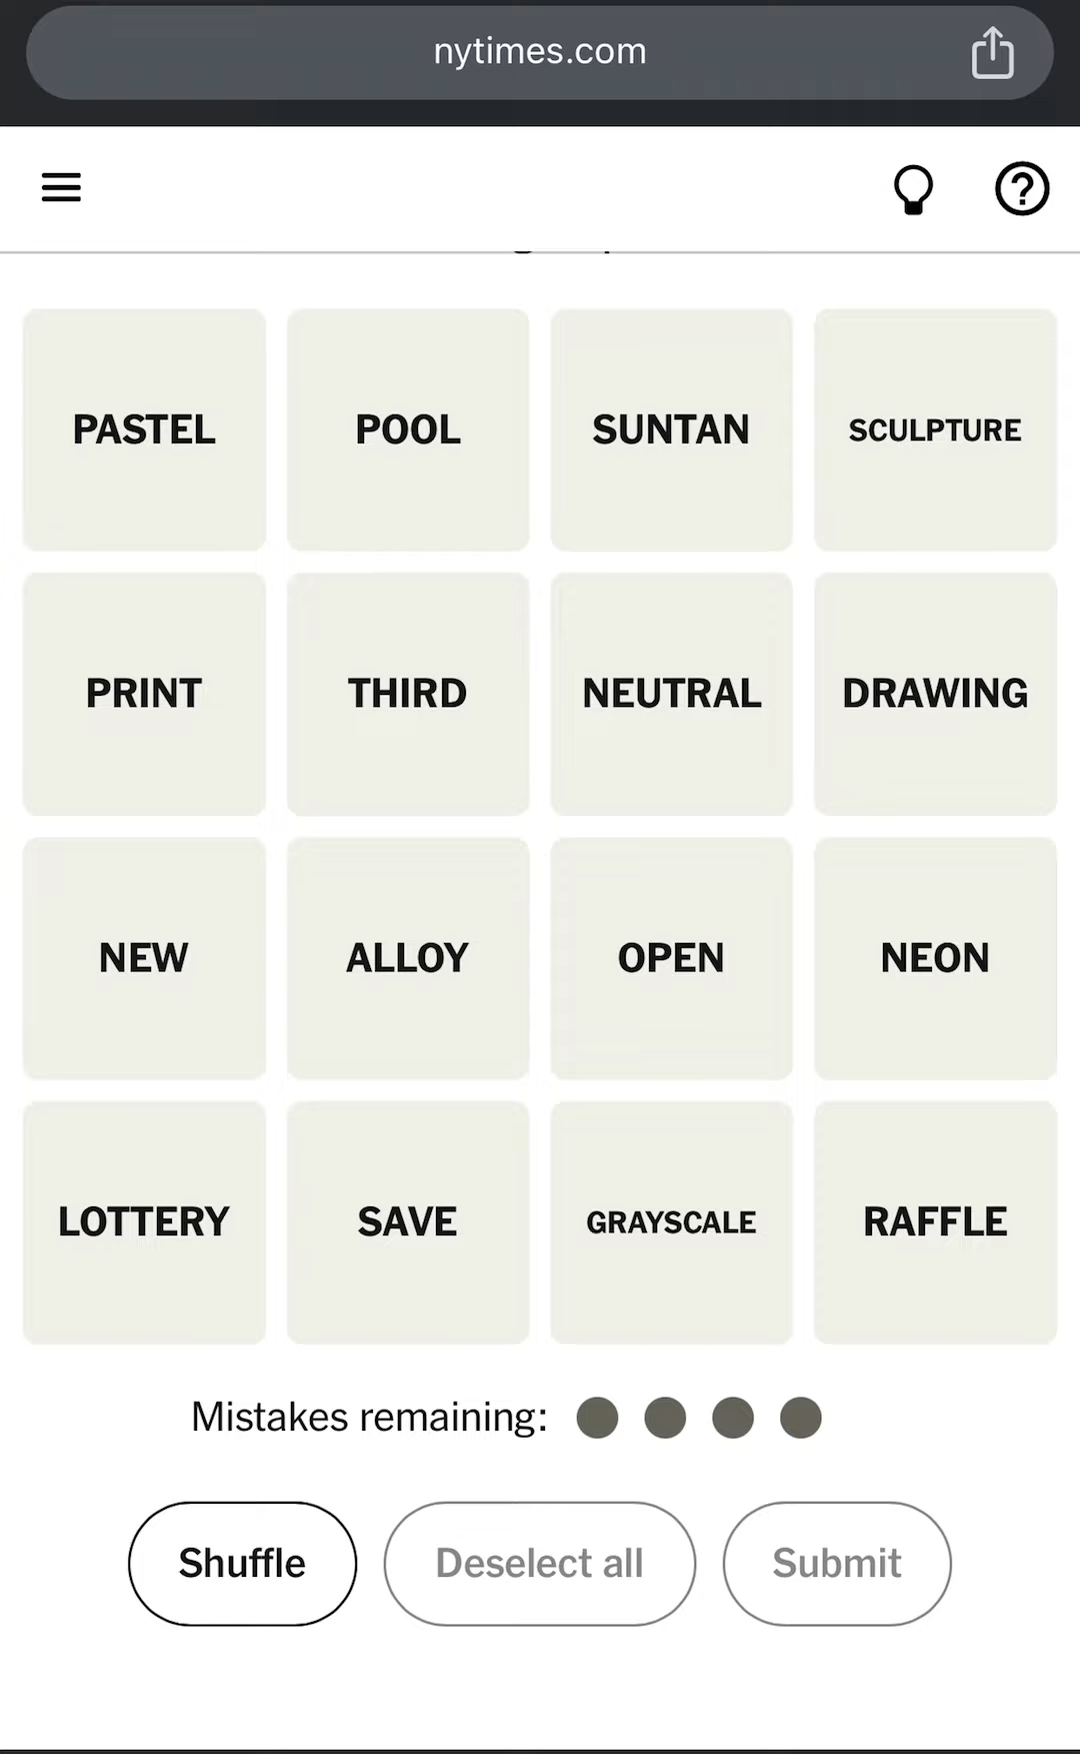 nytimes.com
PASTEL POOL SUNTAN SCULPTURE
PRINT THIRD NEUTRAL DRAWING
NEW ALLOY OPEN NEON
LOTTERY SAVE GRAYSCALE RAFFLE
Mistakes remaining:
Shuffle Deselect all Submit